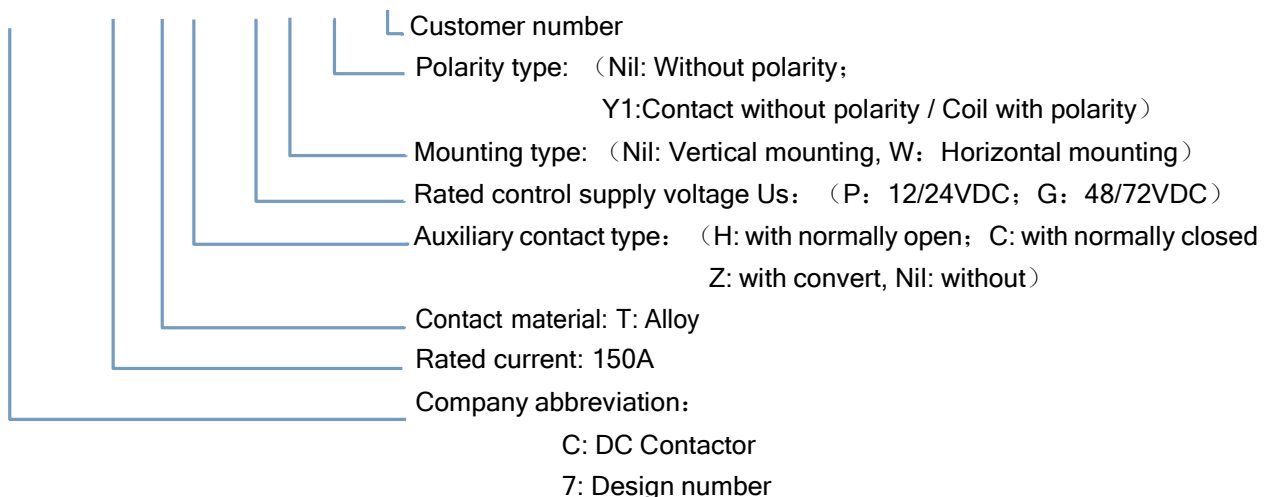 Customer number
Polarity type: （Nil: Without polarity；
Y1:Contact without polarity / Coil with polarity）
Mounting type: （Nil: Vertical mounting, W：Horizontal mounting）
Rated control supply voltage Us：（P：12/24VDC；G：48/72VDC）
Auxiliary contact type：（H: with normally open；C: with normally closed
Z: with convert, Nil: without）
Contact material: T: Alloy
Rated current: 150A
Company abbreviation：
C: DC Contactor
7: Design number